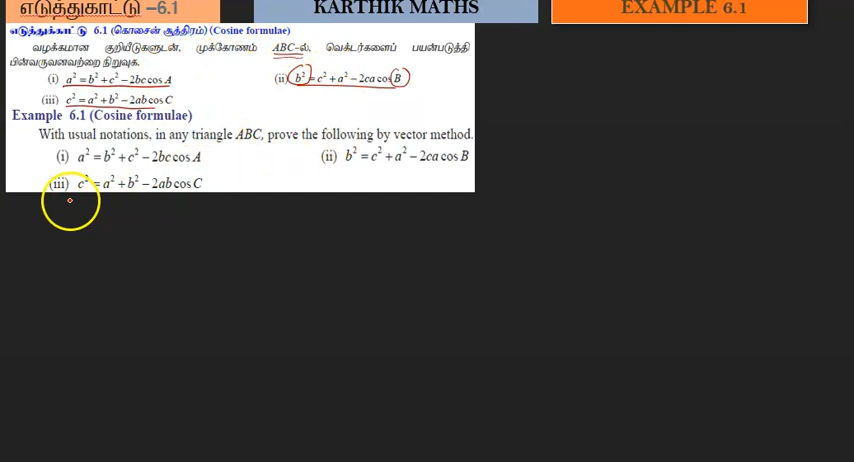 எடுத்துகாட்டு –6.1
KARTHIK MATHS
EXAMPLE 6.1
எடுத்துக்காட்டு 6.1 (கொசைன் சூத்திரம்) (Cosine formulae)
வழக்கமான குறியீடுகளுடன், முக்கோணம் ABC-ல், வெக்டர்களைப் பயன்படுத்தி
பின்வருவனவற்றை நிறுவுக.
(i) a² = b² + c² − 2bc cos A (ii) b² = c² + a² − 2ca cos B
(iii) c² = a² + b² − 2ab cos C
Example 6.1 (Cosine formulae)
With usual notations, in any triangle ABC, prove the following by vector method.
(i) a² = b² + c² − 2bc cos A (ii) b² = c² + a² − 2ca cos B
(iii) c² = a² + b² − 2ab cos C